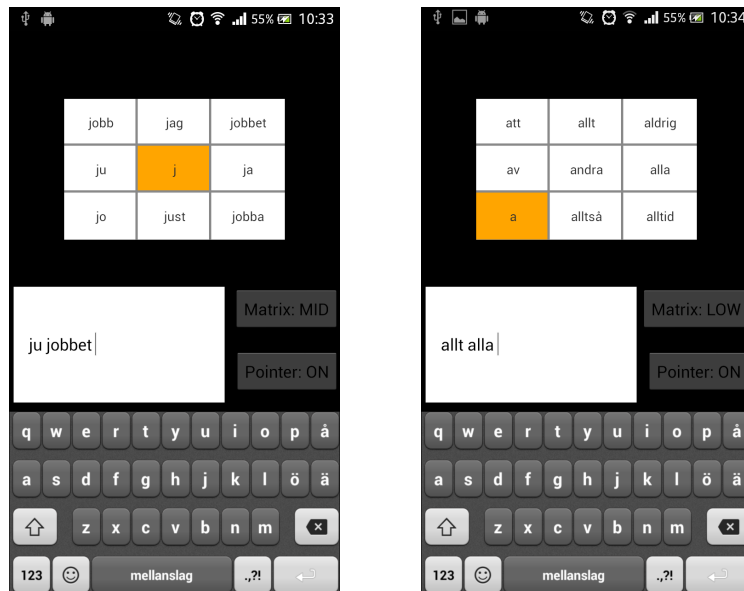 55% 10:33
jobb jag jobbet
ju j ja
jo just jobba
Matrix: MID
ju jobbet
Pointer: ON
q w e r t y u i o p å
a s d f g h j k l ö ä
z x c v b n m
123 mellanslag .,?!
55% 10:34
att allt aldrig
av andra alla
a alltså alltid
Matrix: LOW
allt alla
Pointer: ON
q w e r t y u i o p å
a s d f g h j k l ö ä
z x c v b n m
123 mellanslag .,?!